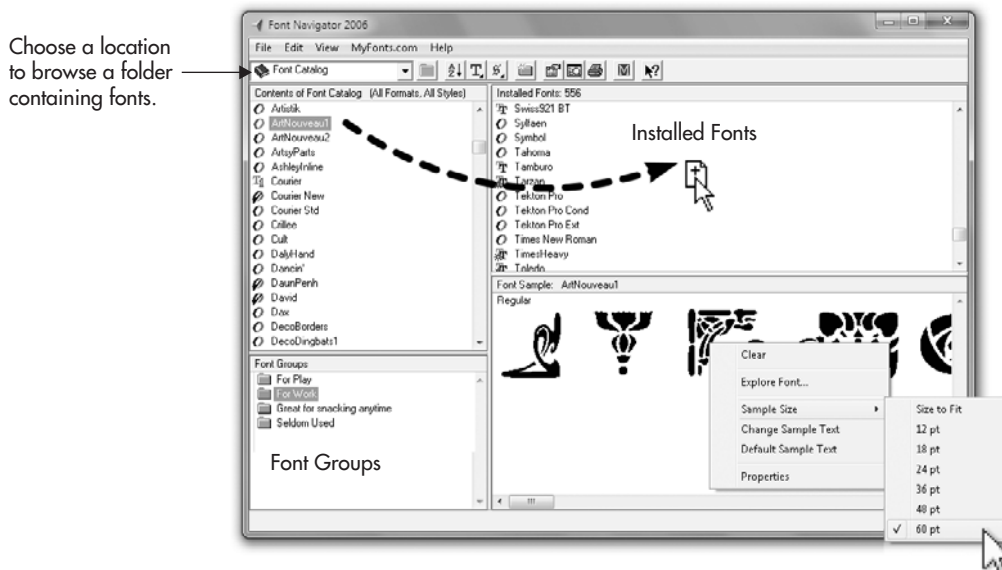 Choose a location
to browse a folder
containing fonts.
Font Navigator 2006
File Edit View MyFonts.com Help
Font Catalog
Contents of Font Catalog (All Formats, All Styles)
Artistik
ArtNouveau1
ArtNouveau2
ArtsyParts
AshleyInline
Courier
Courier New
Courier Std
Crillee
Cult
DalyHand
Dancin'
DaunPenh
David
Dax
DecoBorders
DecoDingbats1
Installed Fonts: 556
Swiss921 BT
Sylfaen
Symbol
Tahoma
Tamburo
Tarzan
Tekton Pro
Tekton Pro Cond
Tekton Pro Ext
Times New Roman
TimesHeavy
Toledo
Installed Fonts
Font Groups
For Play
For Work
Great for snacking anytime
Seldom Used
Font Groups
Font Sample: ArtNouveau1
Regular
Clear
Explore Font...
Sample Size
Change Sample Text
Default Sample Text
Properties
Size to Fit
12 pt
18 pt
24 pt
36 pt
48 pt
60 pt